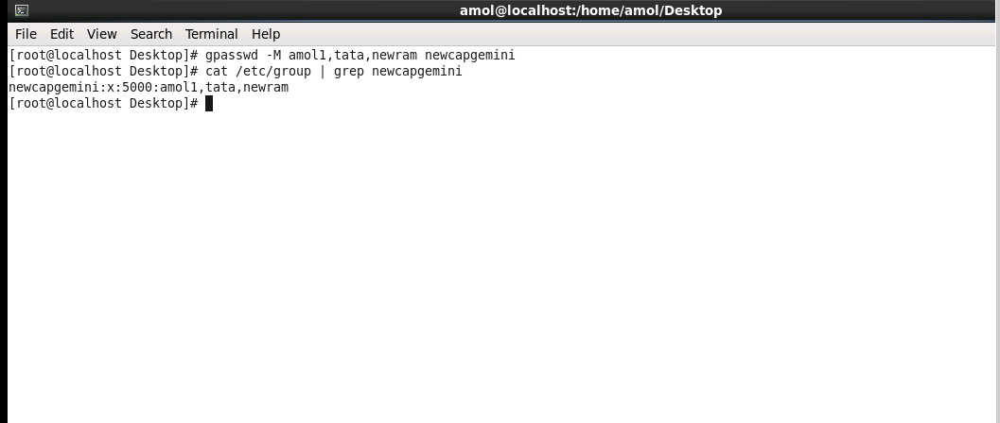 amol@localhost:/home/amol/Desktop
File Edit View Search Terminal Help
[root@localhost Desktop]# gpasswd -M amol1,tata,newram newcapgemini
[root@localhost Desktop]# cat /etc/group | grep newcapgemini
newcapgemini:x:5000:amol1,tata,newram
[root@localhost Desktop]#